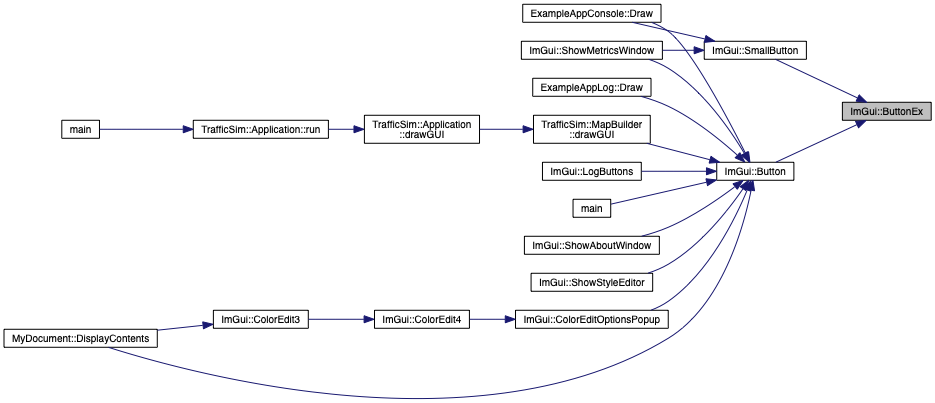 ExampleAppConsole::Draw
ImGui::ShowMetricsWindow
ImGui::SmallButton
ExampleAppLog::Draw
ImGui::ButtonEx
main
TrafficSim::Application::run
TrafficSim::Application
::drawGUI
TrafficSim::MapBuilder
::drawGUI
ImGui::LogButtons
ImGui::Button
main
ImGui::ShowAboutWindow
ImGui::ShowStyleEditor
ImGui::ColorEdit3
ImGui::ColorEdit4
ImGui::ColorEditOptionsPopup
MyDocument::DisplayContents